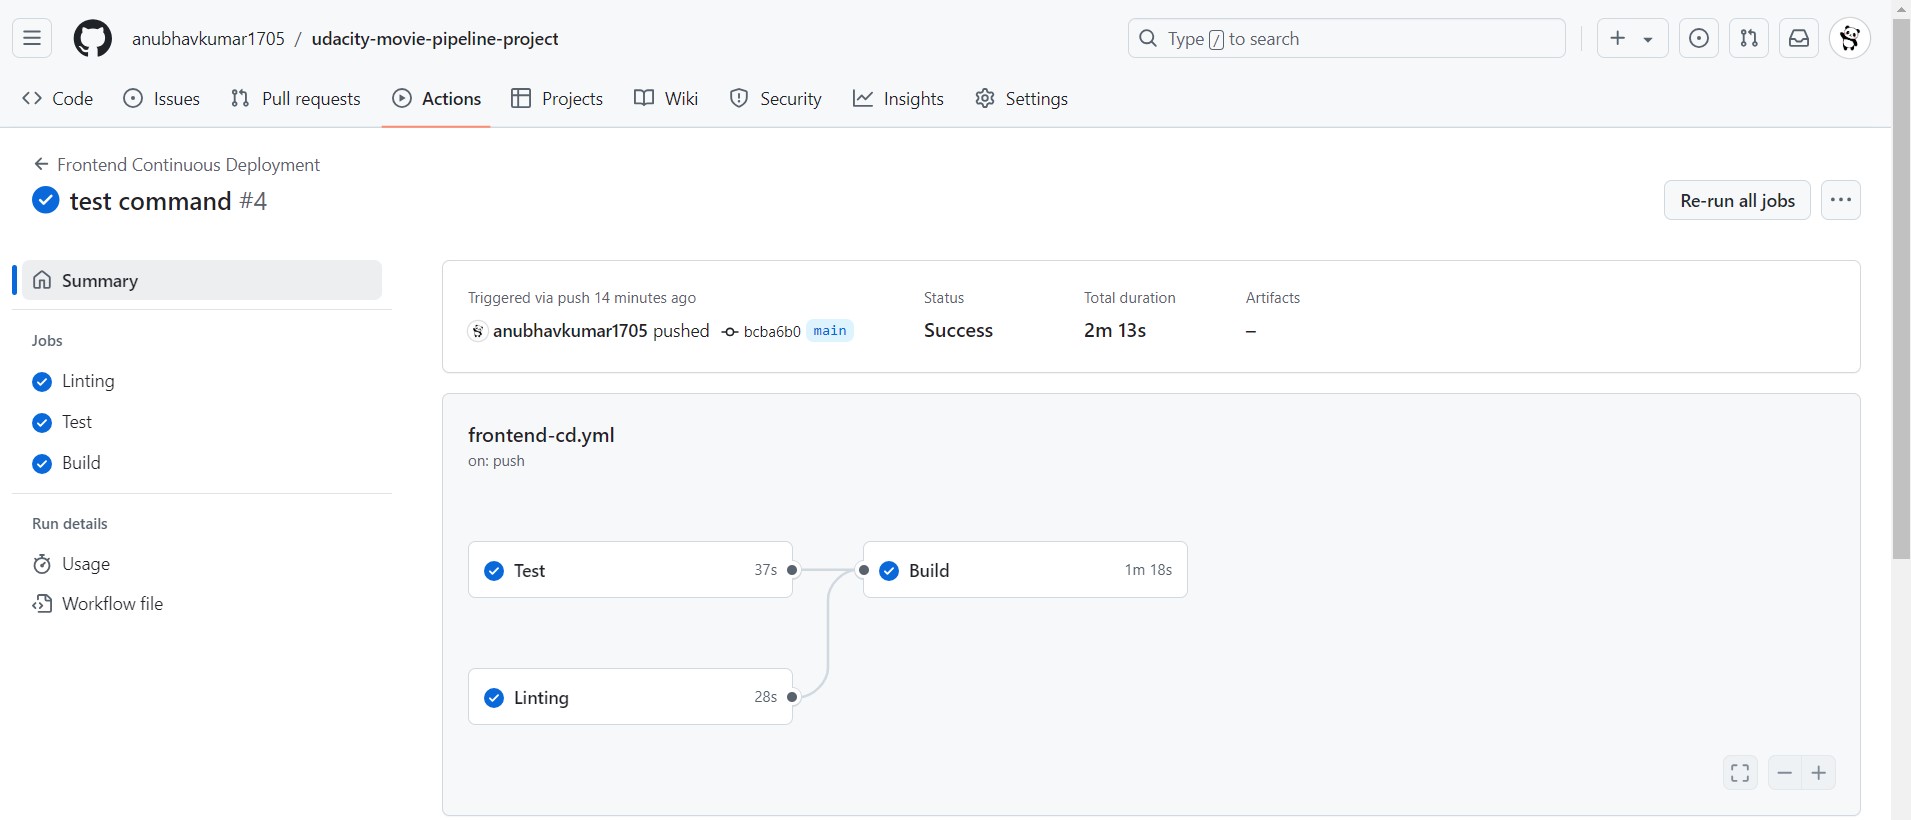 anubhavkumar1705 / udacity-movie-pipeline-project
Type / to search
Code Issues Pull requests Actions Projects Wiki Security Insights Settings
Frontend Continuous Deployment
test command #4
Re-run all jobs
Summary
Jobs
Linting
Test
Build
Run details
Usage
Workflow file
Triggered via push 14 minutes ago
anubhavkumar1705 pushed bcba6b0 main
Status
Success
Total duration
2m 13s
Artifacts
–
frontend-cd.yml
on: push
Test 37s
Build 1m 18s
Linting 28s